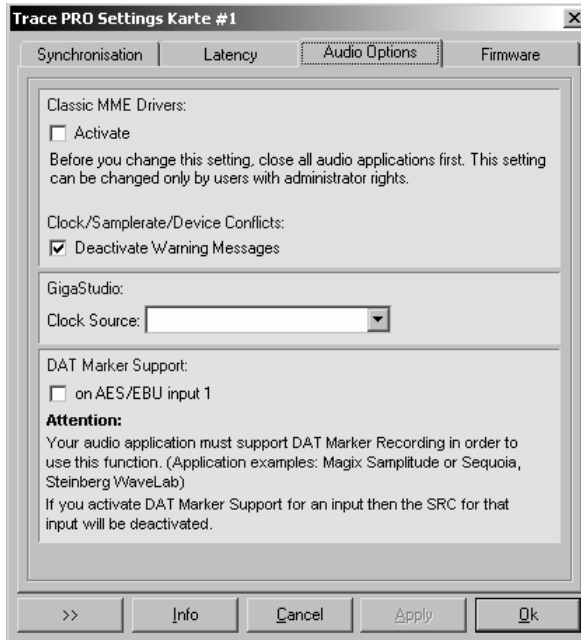 Trace PRO Settings Karte #1
Synchronisation
Latency
Audio Options
Firmware
Classic MME Drivers:
Activate
Before you change this setting, close all audio applications first. This setting
can be changed only by users with administrator rights.
Clock/Samplerate/Device Conflicts:
Deactivate Warning Messages
GigaStudio:
Clock Source:
DAT Marker Support:
on AES/EBU input 1
Attention:
Your audio application must support DAT Marker Recording in order to
use this function. (Application examples: Magix Samplitude or Sequoia,
Steinberg WaveLab)
If you activate DAT Marker Support for an input then the SRC for that
input will be deactivated.
>>
Info
Cancel
Apply
Ok